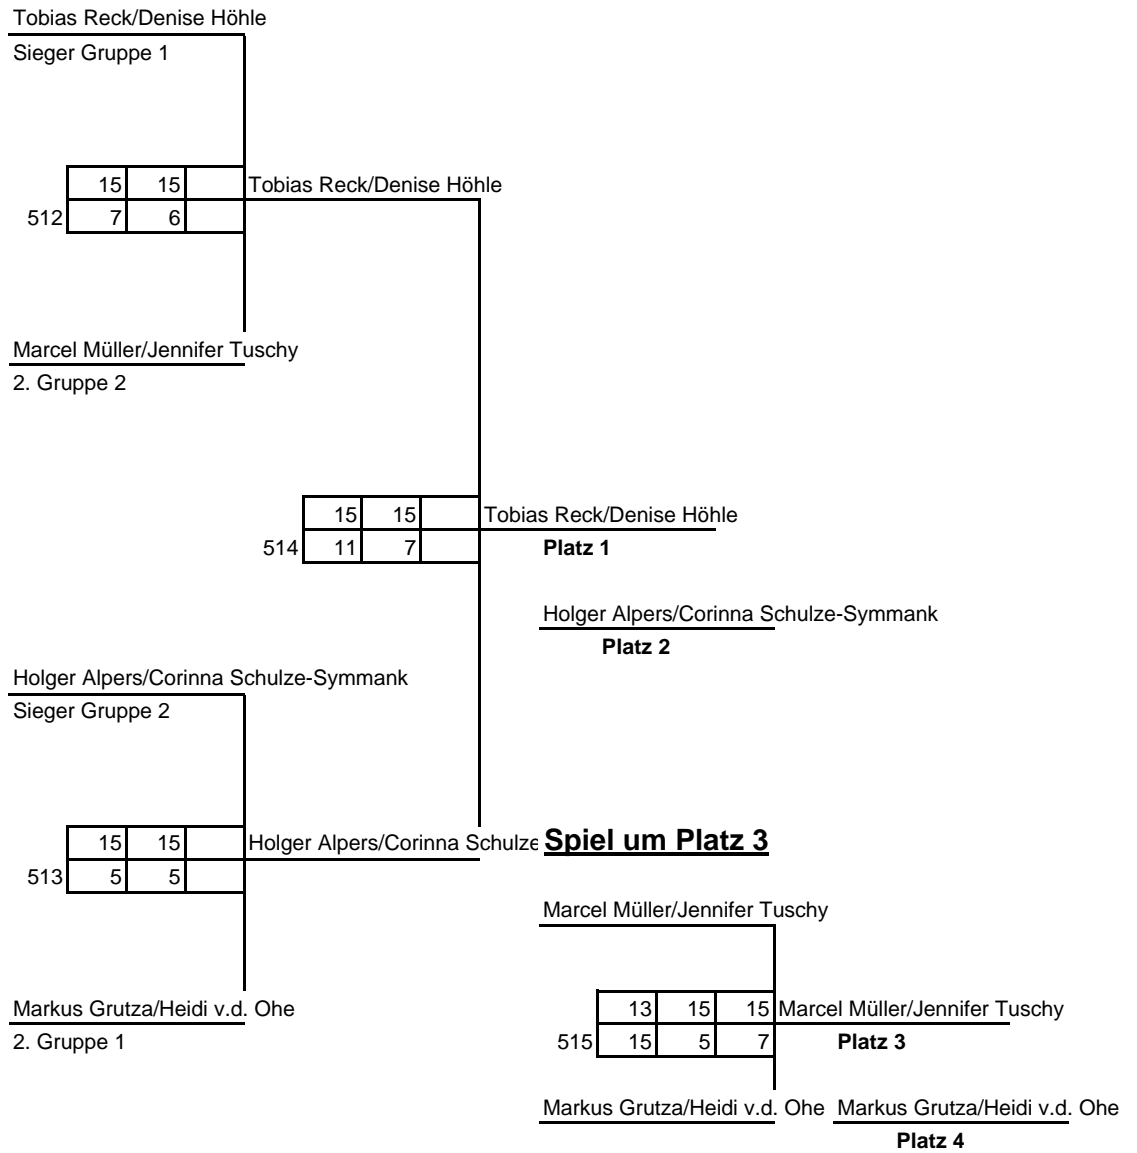 Tobias Reck/Denise Höhle
Sieger Gruppe 1
15 15 Tobias Reck/Denise Höhle
512 7 6
Marcel Müller/Jennifer Tuschy
2. Gruppe 2
15 15 Tobias Reck/Denise Höhle
514 11 7 Platz 1
Holger Alpers/Corinna Schulze-Symmank
Platz 2
Holger Alpers/Corinna Schulze-Symmank
Sieger Gruppe 2
15 15 Holger Alpers/Corinna Schulze Spiel um Platz 3
513 5 5
Marcel Müller/Jennifer Tuschy
Markus Grutza/Heidi v.d. Ohe
2. Gruppe 1
13 15 15 Marcel Müller/Jennifer Tuschy
515 15 5 7 Platz 3
Markus Grutza/Heidi v.d. Ohe Markus Grutza/Heidi v.d. Ohe
Platz 4